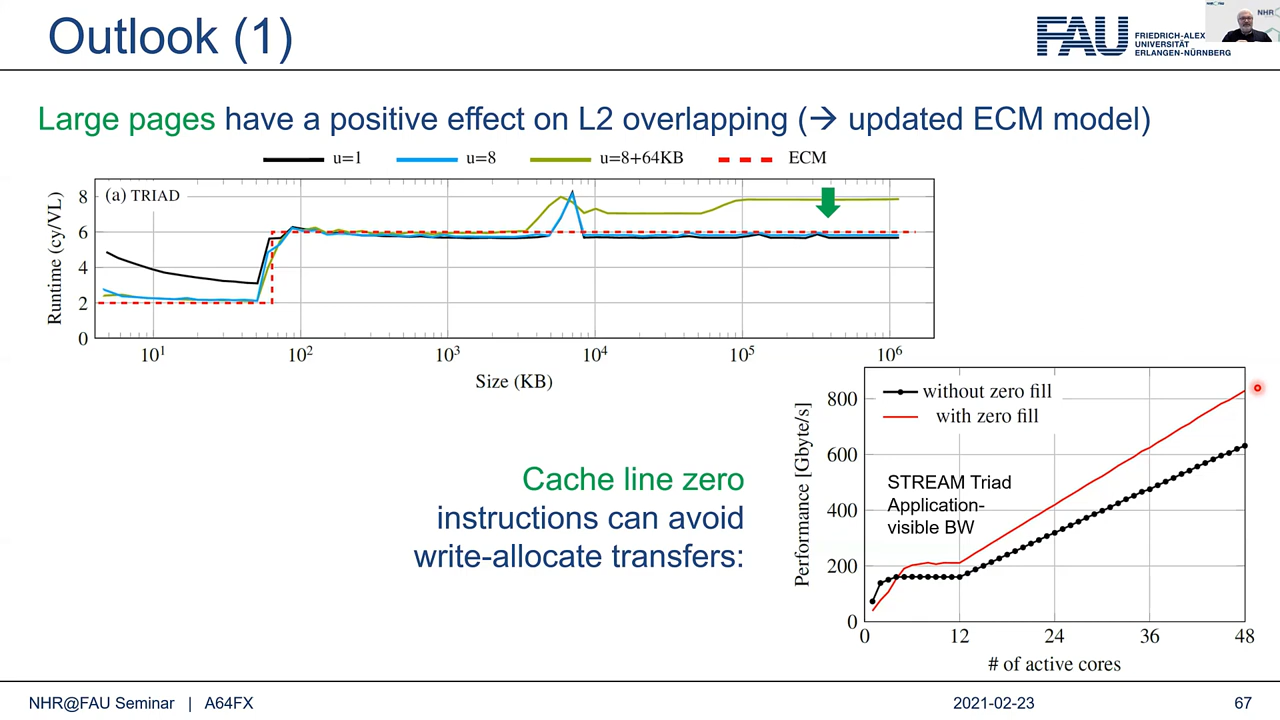 Outlook (1)
FAU FRIEDRICH-ALEX
UNIVERSITÄT
ERLANGEN-NÜRNBERG
NHR
Large pages have a positive effect on L2 overlapping (→ updated ECM model)
u=1 u=8 u=8+64KB ECM
(a) TRIAD
Runtime (cy/VL)
8
6
4
2
0
10¹ 10² 10³ 10⁴ 10⁵ 10⁶
Size (KB)
Cache line zero
instructions can avoid
write-allocate transfers:
without zero fill
with zero fill
STREAM Triad
Application-
visible BW
Performance [Gbyte/s]
800
600
400
200
0
0 12 24 36 48
# of active cores
NHR@FAU Seminar | A64FX 2021-02-23 67